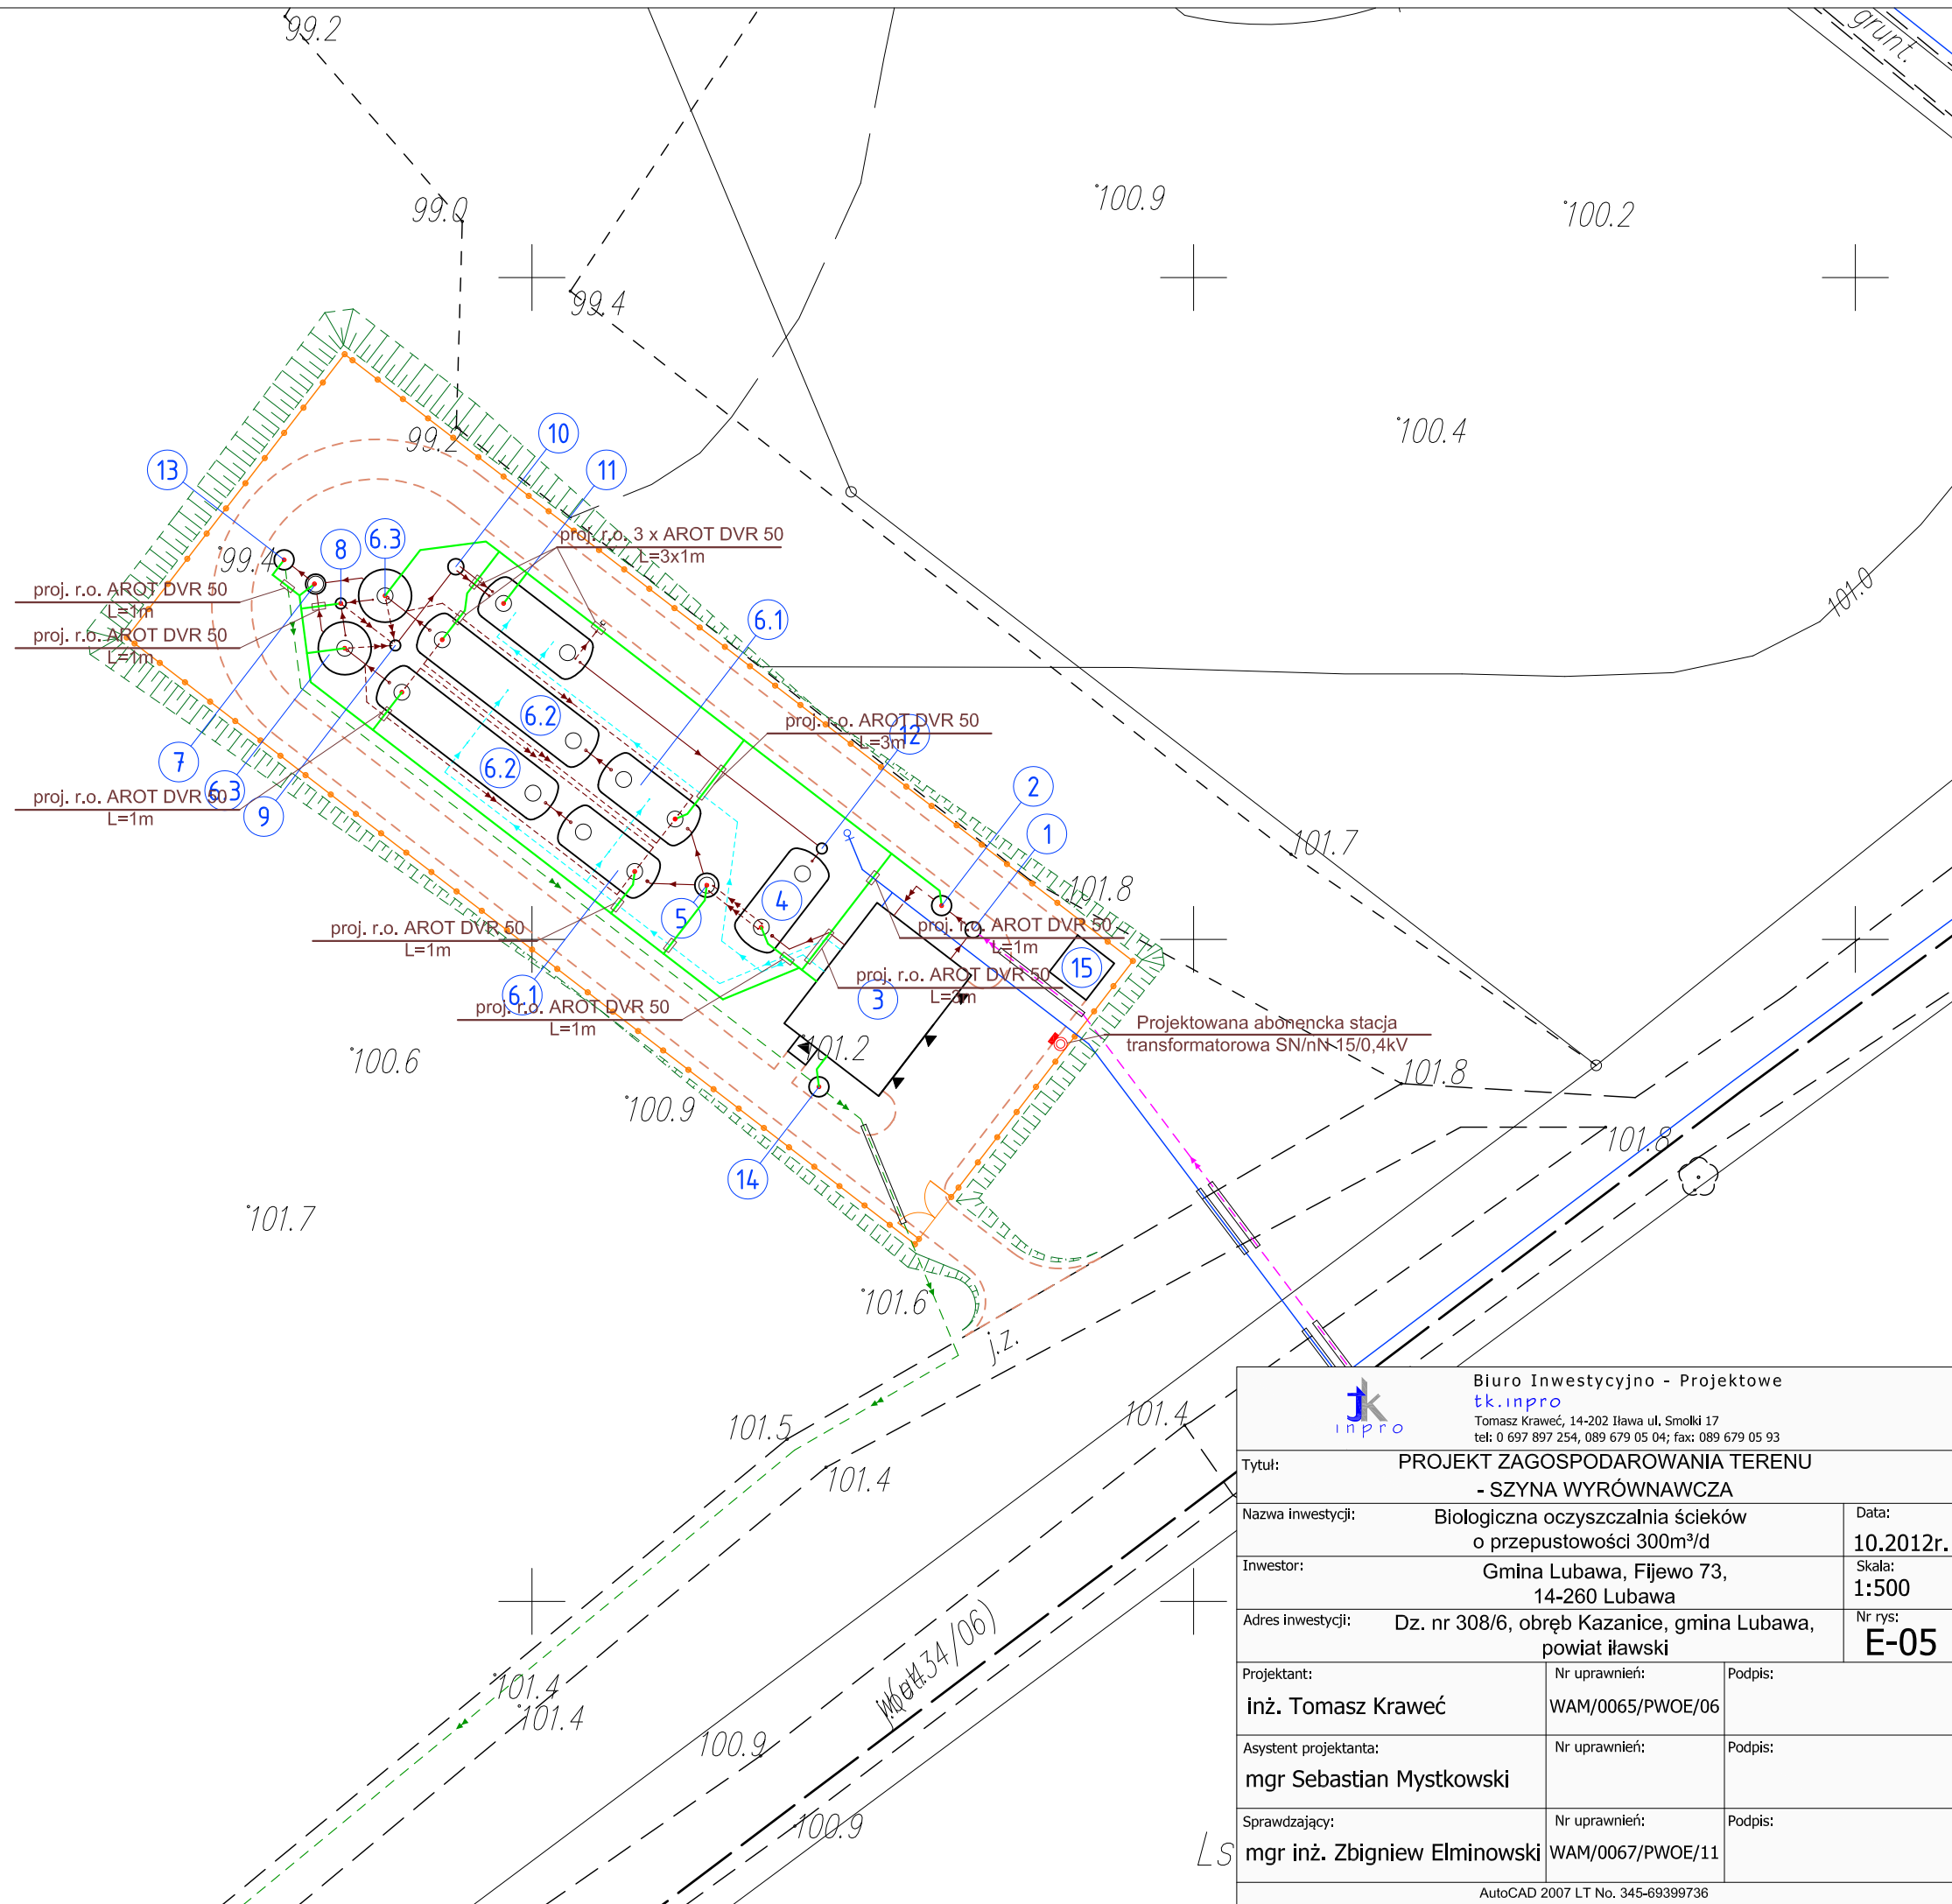 99.2
grunt.
99.0
100.9
100.2
99.4
100.4
99.2
10
13
11
proj. r.o. 3 x AROT DVR 50
L=3x1m
99.4
8
6.3
proj. r.o. AROT DVR 50
L=1m
101.0
proj. r.o. AROT DVR 50
L=1m
6.1
6.2
proj. r.o. AROT DVR 50
L=3m
12
7
6.2
6.3
2
proj. r.o. AROT DVR 50
L=1m
9
1
101.7
101.8
4
5
proj. r.o. AROT DVR 50
L=1m
proj. r.o. AROT DVR 50
L=1m
15
proj. r.o. AROT DVR 50
L=3m
3
6.1
proj. r.o. AROT DVR 50
L=1m
Projektowana abonencka stacja
transformatorowa SN/nN 15/0,4kV
101.2
100.6
101.8
100.9
101.8
14
101.7
101.6
j.z.
101.5
101.4
101.4
(434/06)
101.4
101.4
100.9
100.9
Ls
tk
inpro
Biuro Inwestycyjno - Projektowe
tk.inpro
Tomasz Kraweć, 14-202 Iława ul. Smolki 17
tel: 0 697 897 254, 089 679 05 04; fax: 089 679 05 93
Tytuł:
PROJEKT ZAGOSPODAROWANIA TERENU
- SZYNA WYRÓWNAWCZA
Nazwa inwestycji:
Biologiczna oczyszczalnia ścieków
o przepustowości 300m³/d
Data:
10.2012r.
Inwestor:
Gmina Lubawa, Fijewo 73,
14-260 Lubawa
Skala:
1:500
Adres inwestycji:
Dz. nr 308/6, obręb Kazanice, gmina Lubawa,
powiat iławski
Nr rys:
E-05
Projektant:
inż. Tomasz Kraweć
Nr uprawnień:
WAM/0065/PWOE/06
Podpis:
Asystent projektanta:
mgr Sebastian Mystkowski
Nr uprawnień:
Podpis:
Sprawdzający:
mgr inż. Zbigniew Elminowski
Nr uprawnień:
WAM/0067/PWOE/11
Podpis:
AutoCAD 2007 LT No. 345-69399736